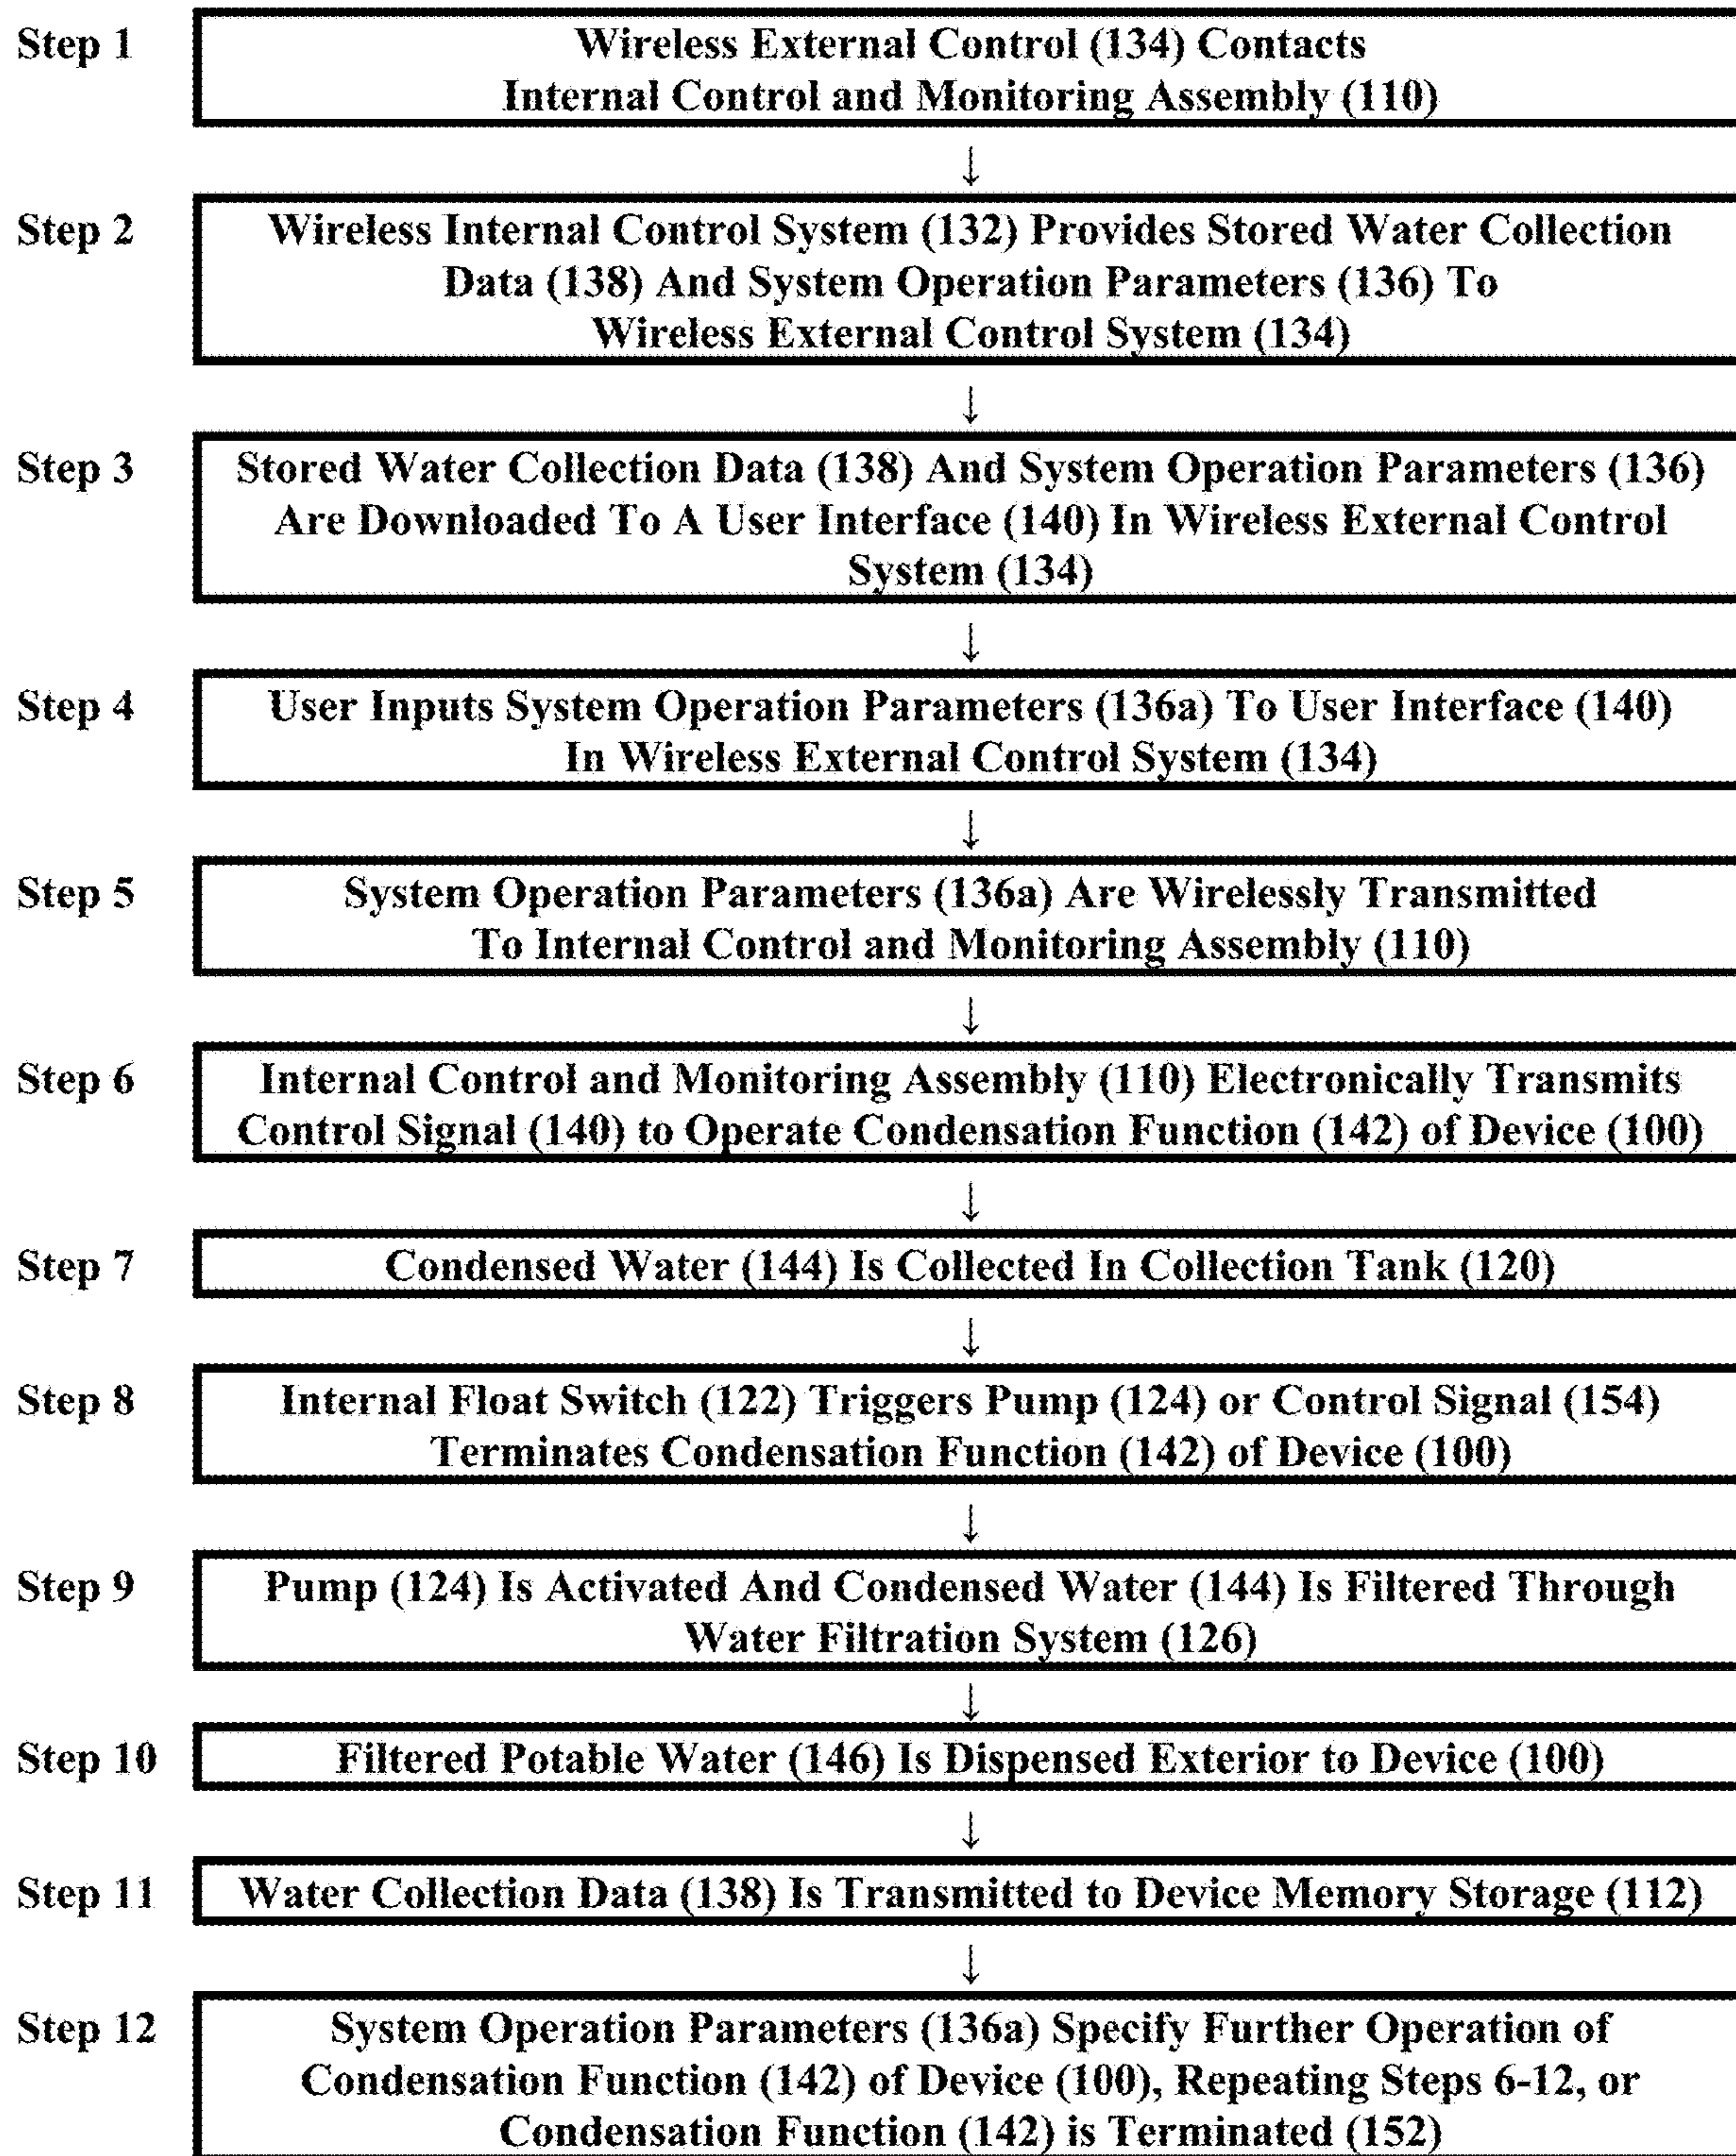 Step 1
Wireless External Control (134) Contacts
Internal Control and Monitoring Assembly (110)
↓
Step 2
Wireless Internal Control System (132) Provides Stored Water Collection
Data (138) And System Operation Parameters (136) To
Wireless External Control System (134)
↓
Step 3
Stored Water Collection Data (138) And System Operation Parameters (136)
Are Downloaded To A User Interface (140) In Wireless External Control
System (134)
↓
Step 4
User Inputs System Operation Parameters (136a) To User Interface (140)
In Wireless External Control System (134)
↓
Step 5
System Operation Parameters (136a) Are Wirelessly Transmitted
To Internal Control and Monitoring Assembly (110)
↓
Step 6
Internal Control and Monitoring Assembly (110) Electronically Transmits
Control Signal (140) to Operate Condensation Function (142) of Device (100)
↓
Step 7
Condensed Water (144) Is Collected In Collection Tank (120)
↓
Step 8
Internal Float Switch (122) Triggers Pump (124) or Control Signal (154)
Terminates Condensation Function (142) of Device (100)
↓
Step 9
Pump (124) Is Activated And Condensed Water (144) Is Filtered Through
Water Filtration System (126)
↓
Step 10
Filtered Potable Water (146) Is Dispensed Exterior to Device (100)
↓
Step 11
Water Collection Data (138) Is Transmitted to Device Memory Storage (112)
↓
Step 12
System Operation Parameters (136a) Specify Further Operation of
Condensation Function (142) of Device (100), Repeating Steps 6-12, or
Condensation Function (142) is Terminated (152)